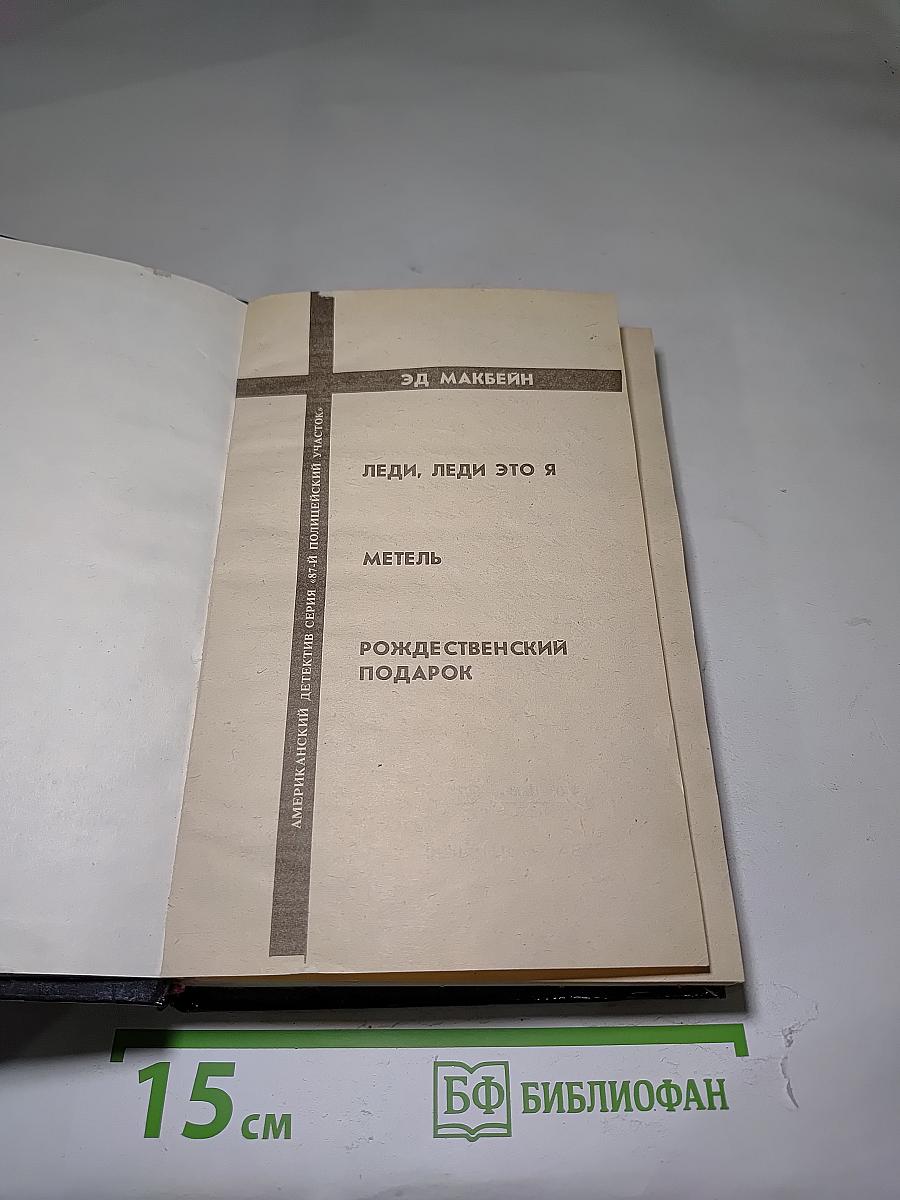 ЭД МАКБЕЙН
АМЕРИКАНСКИЙ ДЕТЕКТИВ СЕРИЯ «87-Й ПОЛИЦЕЙСКИЙ УЧАСТОК»
ЛЕДИ, ЛЕДИ ЭТО Я
МЕТЕЛЬ
РОЖДЕСТВЕНСКИЙ
ПОДАРОК
15 см
БФ БИБЛИОФАН